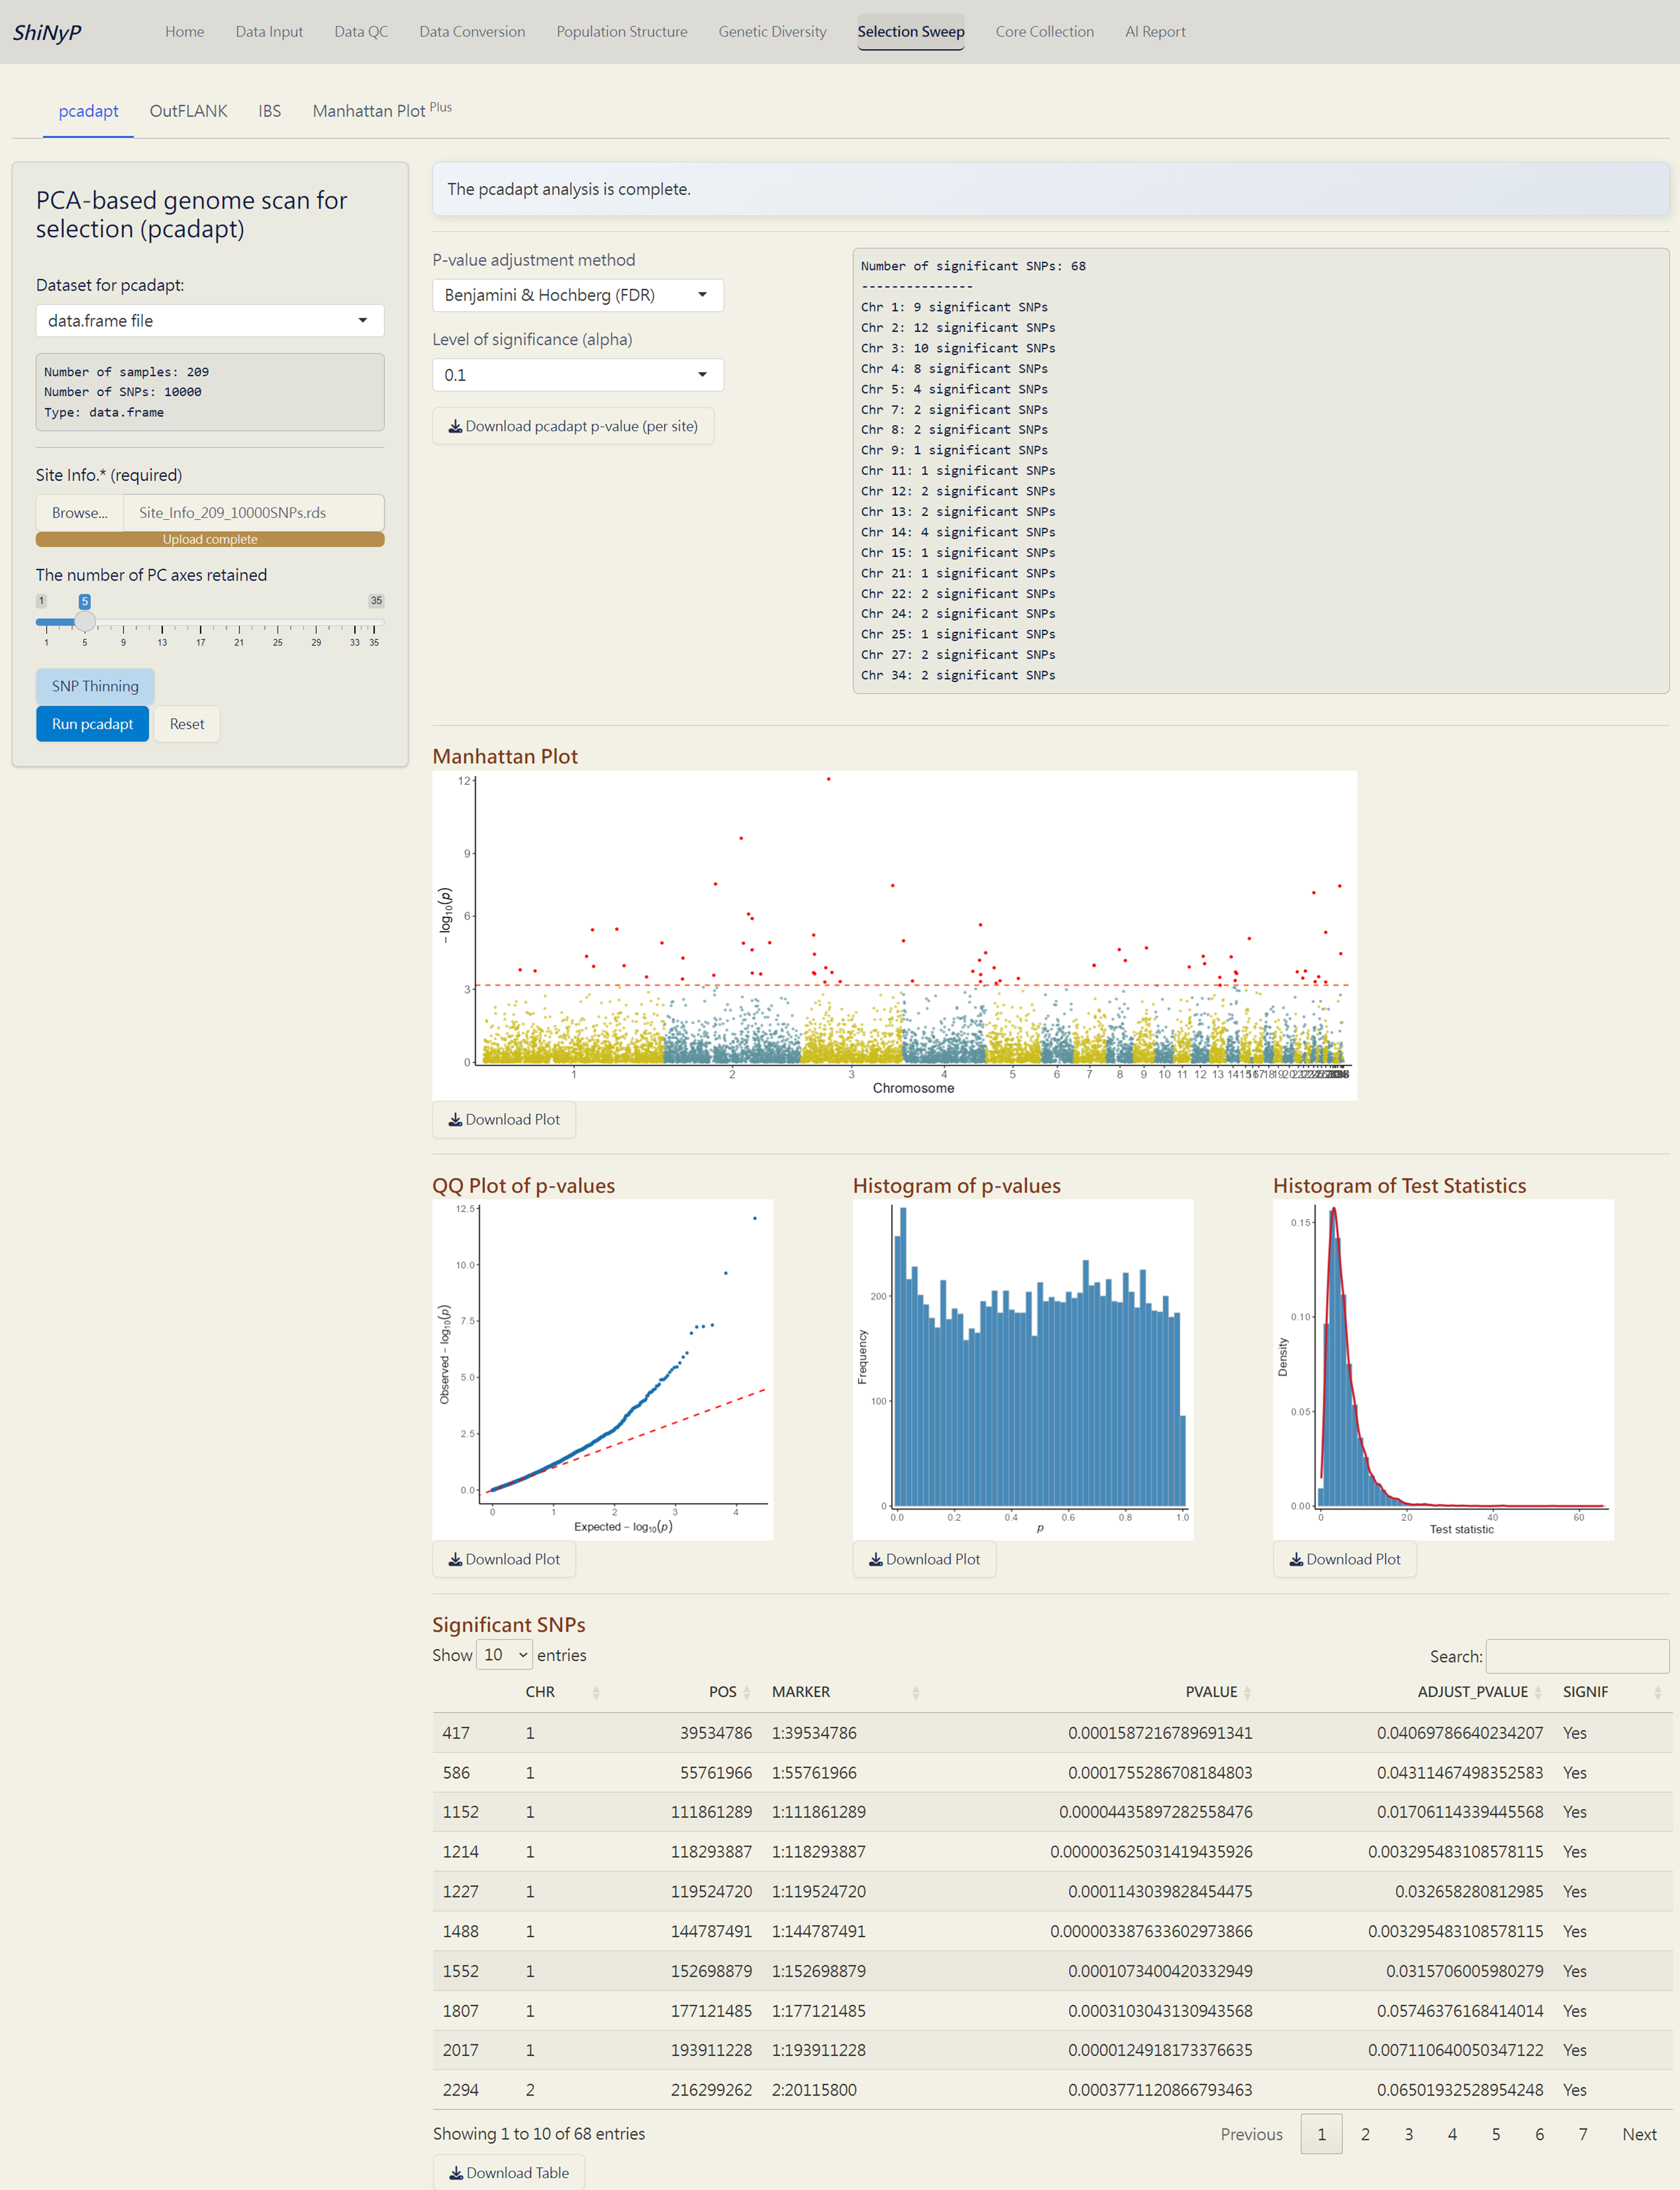 ShiNyP
Home Data Input Data QC Data Conversion Population Structure Genetic Diversity Selection Sweep Core Collection AI Report
pcadapt OutFLANK IBS Manhattan Plot Plus
PCA-based genome scan for
selection (pcadapt)
Dataset for pcadapt:
data.frame file
Number of samples: 209
Number of SNPs: 10000
Type: data.frame
Site Info.* (required)
Browse... Site_Info_209_10000SNPs.rds
Upload complete
The number of PC axes retained
1 5 35
1 5 9 13 17 21 25 29 33 35
SNP Thinning
Run pcadapt Reset
The pcadapt analysis is complete.
P-value adjustment method
Benjamini & Hochberg (FDR)
Level of significance (alpha)
0.1
Download pcadapt p-value (per site)
Number of significant SNPs: 68
---------------
Chr 1: 9 significant SNPs
Chr 2: 12 significant SNPs
Chr 3: 10 significant SNPs
Chr 4: 8 significant SNPs
Chr 5: 4 significant SNPs
Chr 7: 2 significant SNPs
Chr 8: 2 significant SNPs
Chr 9: 1 significant SNPs
Chr 11: 1 significant SNPs
Chr 12: 2 significant SNPs
Chr 13: 2 significant SNPs
Chr 14: 4 significant SNPs
Chr 15: 1 significant SNPs
Chr 21: 1 significant SNPs
Chr 22: 2 significant SNPs
Chr 24: 2 significant SNPs
Chr 25: 1 significant SNPs
Chr 27: 2 significant SNPs
Chr 34: 2 significant SNPs
Manhattan Plot
12
9
6
3
0
− log10(p)
1 2 3 4 5 6 7 8 9 10 11 12 13 14 15 16 17 18 19 20
Chromosome
Download Plot
QQ Plot of p-values
12.5
10.0
7.5
5.0
2.5
0.0
Observed − log10(p)
0 1 2 3 4
Expected − log10(p)
Download Plot
Histogram of p-values
200
100
0
Frequency
0.0 0.2 0.4 0.6 0.8 1.0
p
Download Plot
Histogram of Test Statistics
0.15
0.10
0.05
0.00
Density
0 20 40 60
Test statistic
Download Plot
Significant SNPs
Show 10 entries
Search:
CHR POS MARKER PVALUE ADJUST_PVALUE SIGNIF
417 1 39534786 1:39534786 0.0001587216789691341 0.04069786640234207 Yes
586 1 55761966 1:55761966 0.0001755286708184803 0.04311467498352583 Yes
1152 1 111861289 1:111861289 0.00004435897282558476 0.01706114339445568 Yes
1214 1 118293887 1:118293887 0.000003625031419435926 0.003295483108578115 Yes
1227 1 119524720 1:119524720 0.0001143039828454475 0.032658280812985 Yes
1488 1 144787491 1:144787491 0.000003387633602973866 0.003295483108578115 Yes
1552 1 152698879 1:152698879 0.0001073400420332949 0.0315706005980279 Yes
1807 1 177121485 1:177121485 0.0003103043130943568 0.05746376168414014 Yes
2017 1 193911228 1:193911228 0.0000124918173376635 0.007110640050347122 Yes
2294 2 216299262 2:20115800 0.0003771120866793463 0.06501932528954248 Yes
Showing 1 to 10 of 68 entries
Previous 1 2 3 4 5 6 7 Next
Download Table